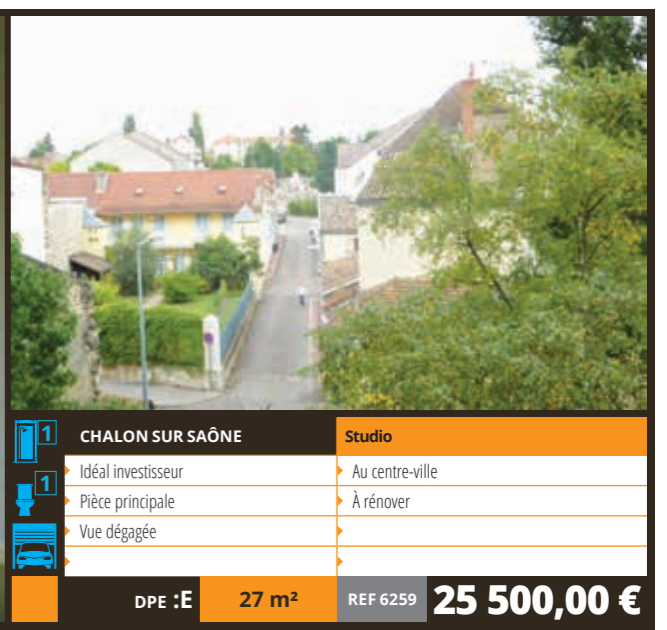 1
CHALON SUR SAÔNE
Studio
1
Idéal investisseur
Au centre-ville
Pièce principale
À rénover
Vue dégagée
DPE :E
27 m²
REF 6259
25 500,00 €